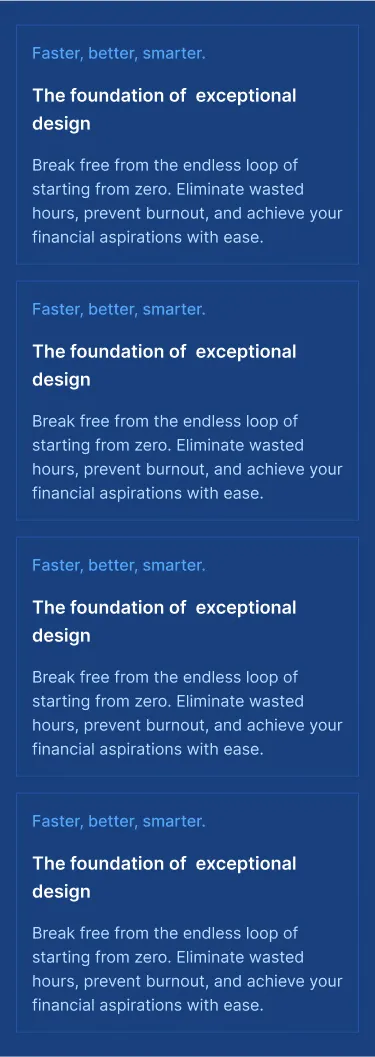 Faster, better, smarter.
The foundation of  exceptional
design
Break free from the endless loop of
starting from zero. Eliminate wasted
hours, prevent burnout, and achieve your
financial aspirations with ease.
Faster, better, smarter.
The foundation of  exceptional
design
Break free from the endless loop of
starting from zero. Eliminate wasted
hours, prevent burnout, and achieve your
financial aspirations with ease.
Faster, better, smarter.
The foundation of  exceptional
design
Break free from the endless loop of
starting from zero. Eliminate wasted
hours, prevent burnout, and achieve your
financial aspirations with ease.
Faster, better, smarter.
The foundation of  exceptional
design
Break free from the endless loop of
starting from zero. Eliminate wasted
hours, prevent burnout, and achieve your
financial aspirations with ease.